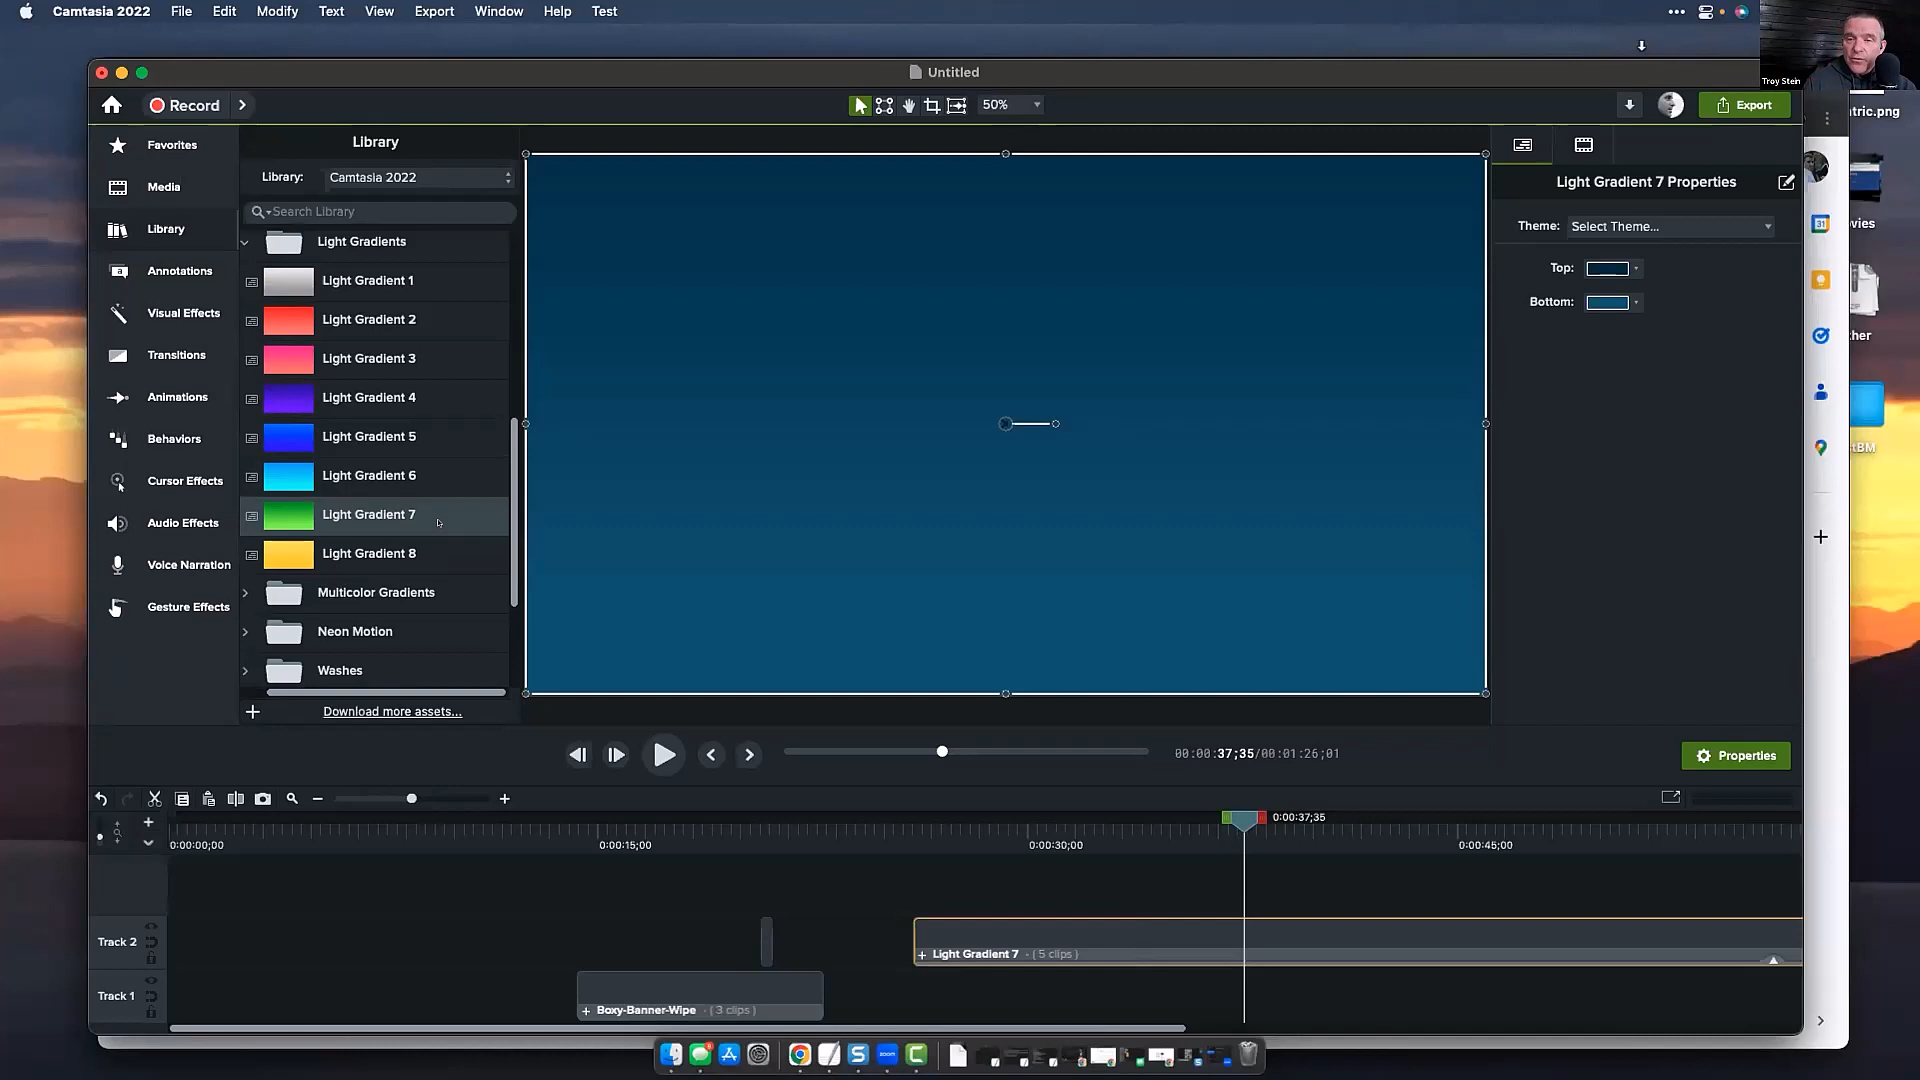 Camtasia 2022 File Edit Modify Text View Export Window Help Test
Troy Stein
Untitled
Record
50%
Export
tric.png
Favorites
Media
Library
Annotations
Visual Effects
Transitions
Animations
Behaviors
Cursor Effects
Audio Effects
Voice Narration
Gesture Effects
Library
Library: Camtasia 2022
Search Library
Light Gradients
Light Gradient 1
Light Gradient 2
Light Gradient 3
Light Gradient 4
Light Gradient 5
Light Gradient 6
Light Gradient 7
Light Gradient 8
Multicolor Gradients
Neon Motion
Washes
Download more assets...
Light Gradient 7 Properties
Theme: Select Theme...
Top:
Bottom:
31
vies
her
tBM
00:00:37;35/00:01:26;01
Properties
0:00:37;35
0:00:00;00
0:00:15;00
0:00:30;00
0:00:45;00
Track 2
+ Light Gradient 7 - ( 5 clips )
Track 1
+ Boxy-Banner-Wipe - ( 3 clips )
zoom